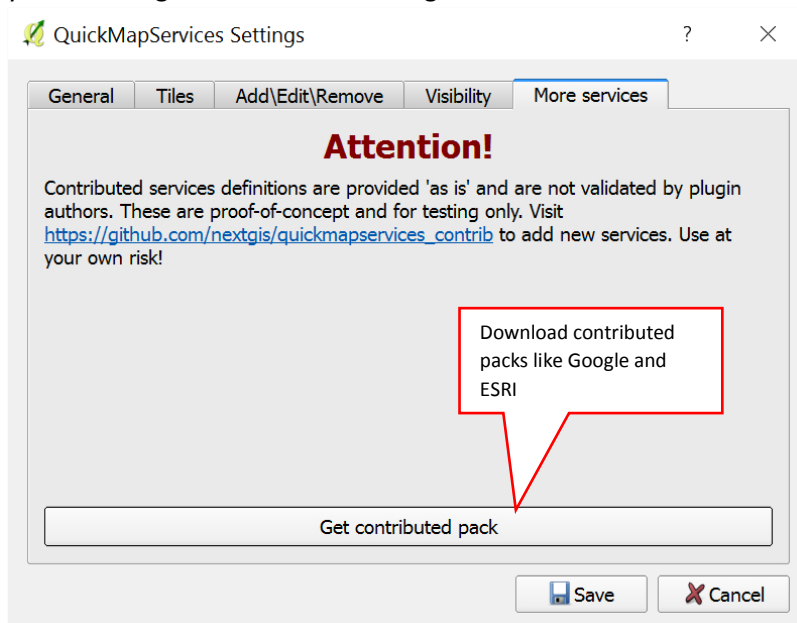 QuickMapServices Settings ?
General Tiles Add\Edit\Remove Visibility More services
Attention!
Contributed services definitions are provided 'as is' and are not validated by plugin
authors. These are proof-of-concept and for testing only. Visit
https://github.com/nextgis/quickmapservices_contrib to add new services. Use at
your own risk!
Download contributed
packs like Google and
ESRI
Get contributed pack
Save Cancel